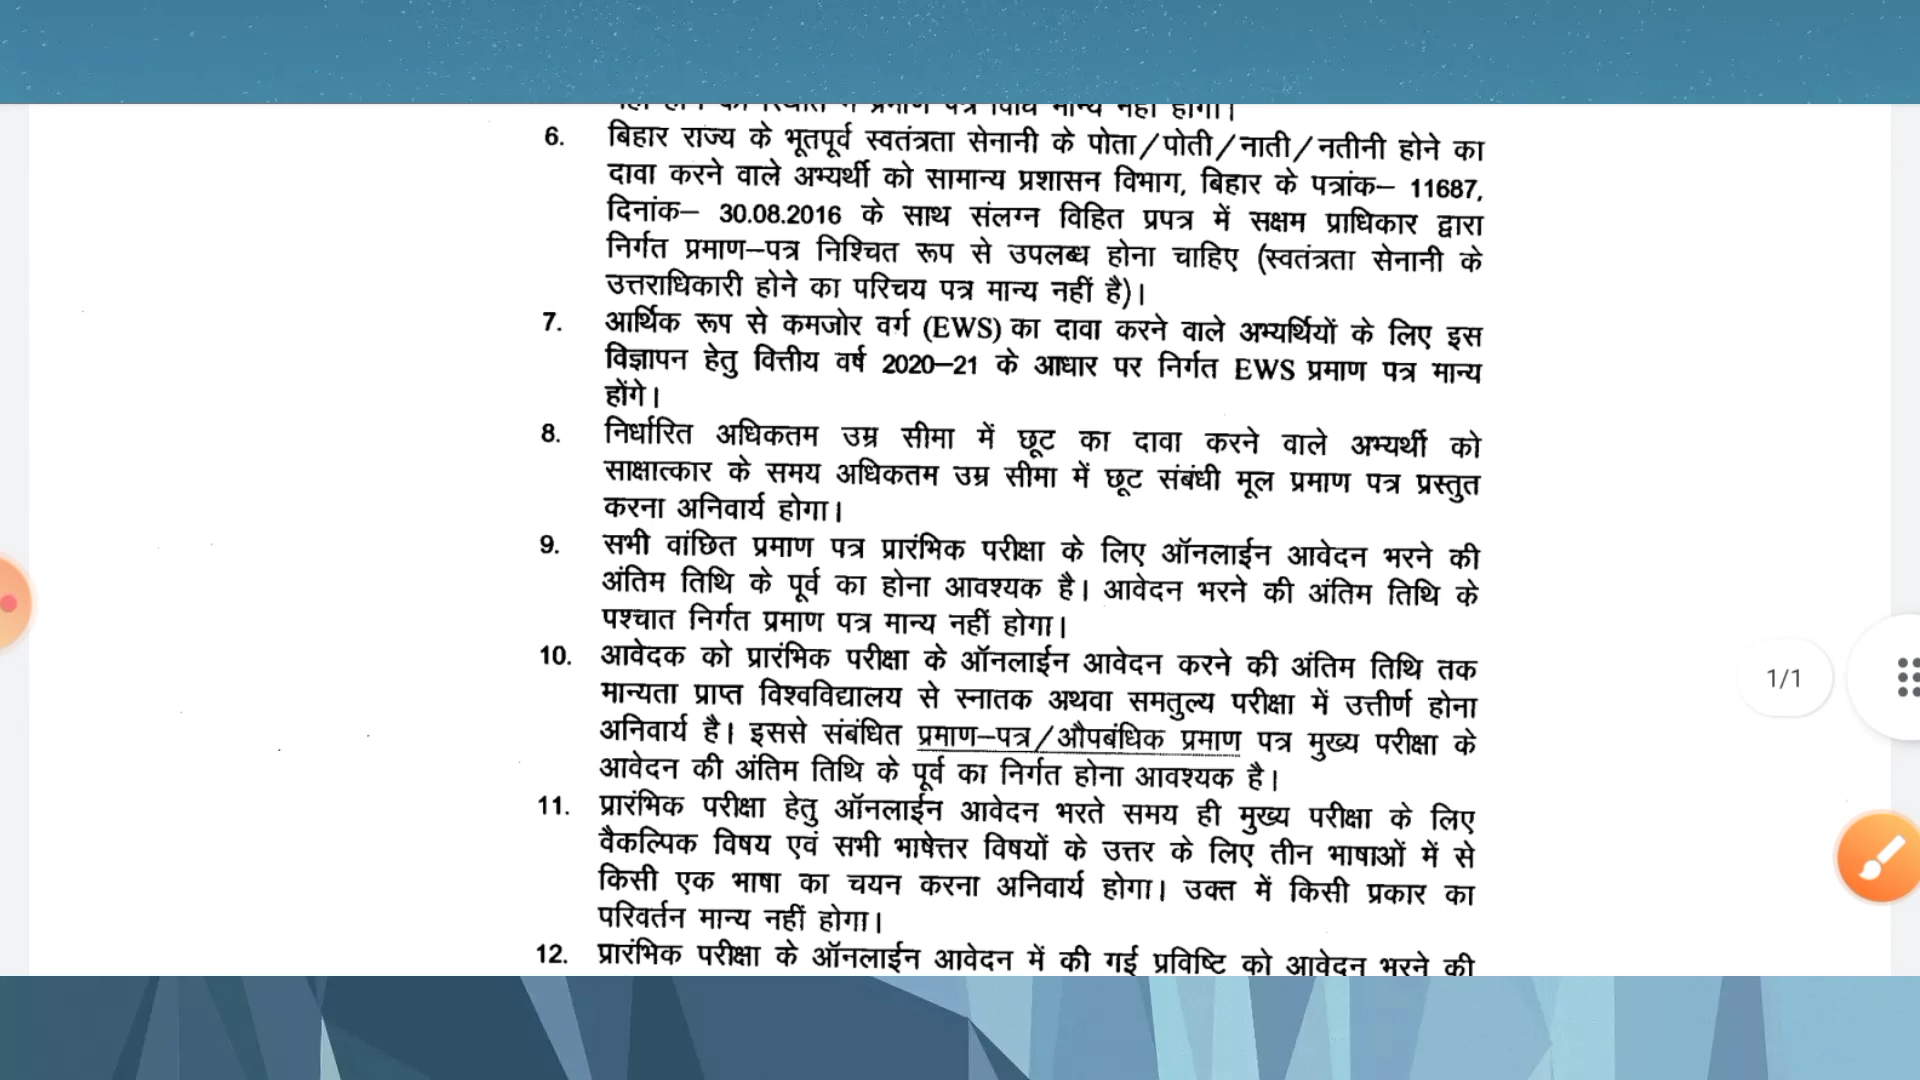 प्रमाण पत्र मान्य नहीं होगा।
6. बिहार राज्य के भूतपूर्व स्वतंत्रता सेनानी के पोता/पोती/नाती/नतीनी होने का
दावा करने वाले अभ्यर्थी को सामान्य प्रशासन विभाग, बिहार के पत्रांक– 11687,
दिनांक– 30.08.2016 के साथ संलग्न विहित प्रपत्र में सक्षम प्राधिकार द्वारा
निर्गत प्रमाण–पत्र निश्चित रूप से उपलब्ध होना चाहिए (स्वतंत्रता सेनानी के
उत्तराधिकारी होने का परिचय पत्र मान्य नहीं है)।
7. आर्थिक रूप से कमजोर वर्ग (EWS) का दावा करने वाले अभ्यर्थियों के लिए इस
विज्ञापन हेतु वित्तीय वर्ष 2020–21 के आधार पर निर्गत EWS प्रमाण पत्र मान्य
होंगे।
8. निर्धारित अधिकतम उम्र सीमा में छूट का दावा करने वाले अभ्यर्थी को
साक्षात्कार के समय अधिकतम उम्र सीमा में छूट संबंधी मूल प्रमाण पत्र प्रस्तुत
करना अनिवार्य होगा।
9. सभी वांछित प्रमाण पत्र प्रारंभिक परीक्षा के लिए ऑनलाईन आवेदन भरने की
अंतिम तिथि के पूर्व का होना आवश्यक है। आवेदन भरने की अंतिम तिथि के
पश्चात निर्गत प्रमाण पत्र मान्य नहीं होगा।
10. आवेदक को प्रारंभिक परीक्षा के ऑनलाईन आवेदन करने की अंतिम तिथि तक
मान्यता प्राप्त विश्वविद्यालय से स्नातक अथवा समतुल्य परीक्षा में उत्तीर्ण होना
अनिवार्य है। इससे संबंधित प्रमाण–पत्र/औपबंधिक प्रमाण पत्र मुख्य परीक्षा के
आवेदन की अंतिम तिथि के पूर्व का निर्गत होना आवश्यक है।
11. प्रारंभिक परीक्षा हेतु ऑनलाईन आवेदन भरते समय ही मुख्य परीक्षा के लिए
वैकल्पिक विषय एवं सभी भाषेत्तर विषयों के उत्तर के लिए तीन भाषाओं में से
किसी एक भाषा का चयन करना अनिवार्य होगा। उक्त में किसी प्रकार का
परिवर्तन मान्य नहीं होगा।
12. प्रारंभिक परीक्षा के ऑनलाईन आवेदन में की गई प्रविष्टि को आवेदन भरने की
1/1